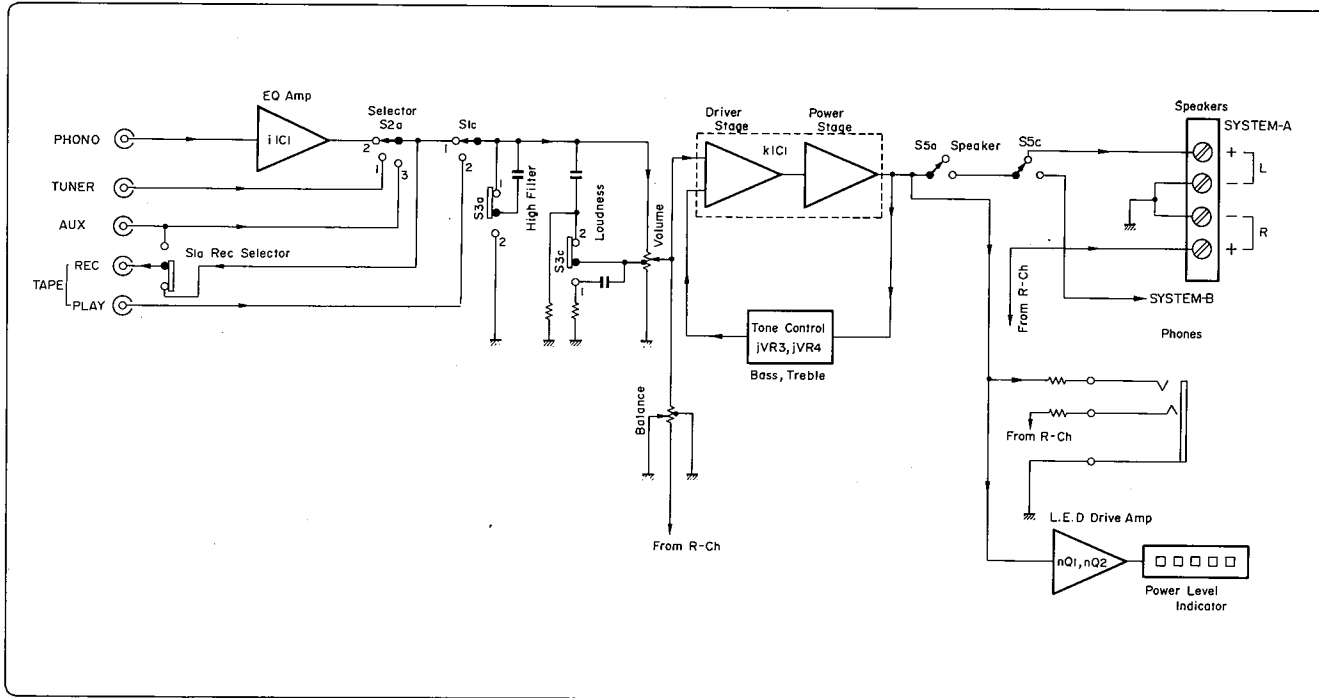 PHONO
TUNER
AUX
REC
TAPE
PLAY
EQ Amp
iIC1
Selector
S2a
2
1
3
S1a Rec Selector
S1c
1
2
S3a
1
2
High Filter
Loudness
S3c
2
1
Volume
Balance
From R-Ch
Driver
Stage
Power
Stage
kIC1
Tone Control
jVR3, jVR4
Bass, Treble
S5a Speaker
S5c
Speakers
SYSTEM-A
+
L
R
+
From R-Ch
SYSTEM-B
Phones
From R-Ch
L.E.D Drive Amp
nQ1, nQ2
Power Level
Indicator